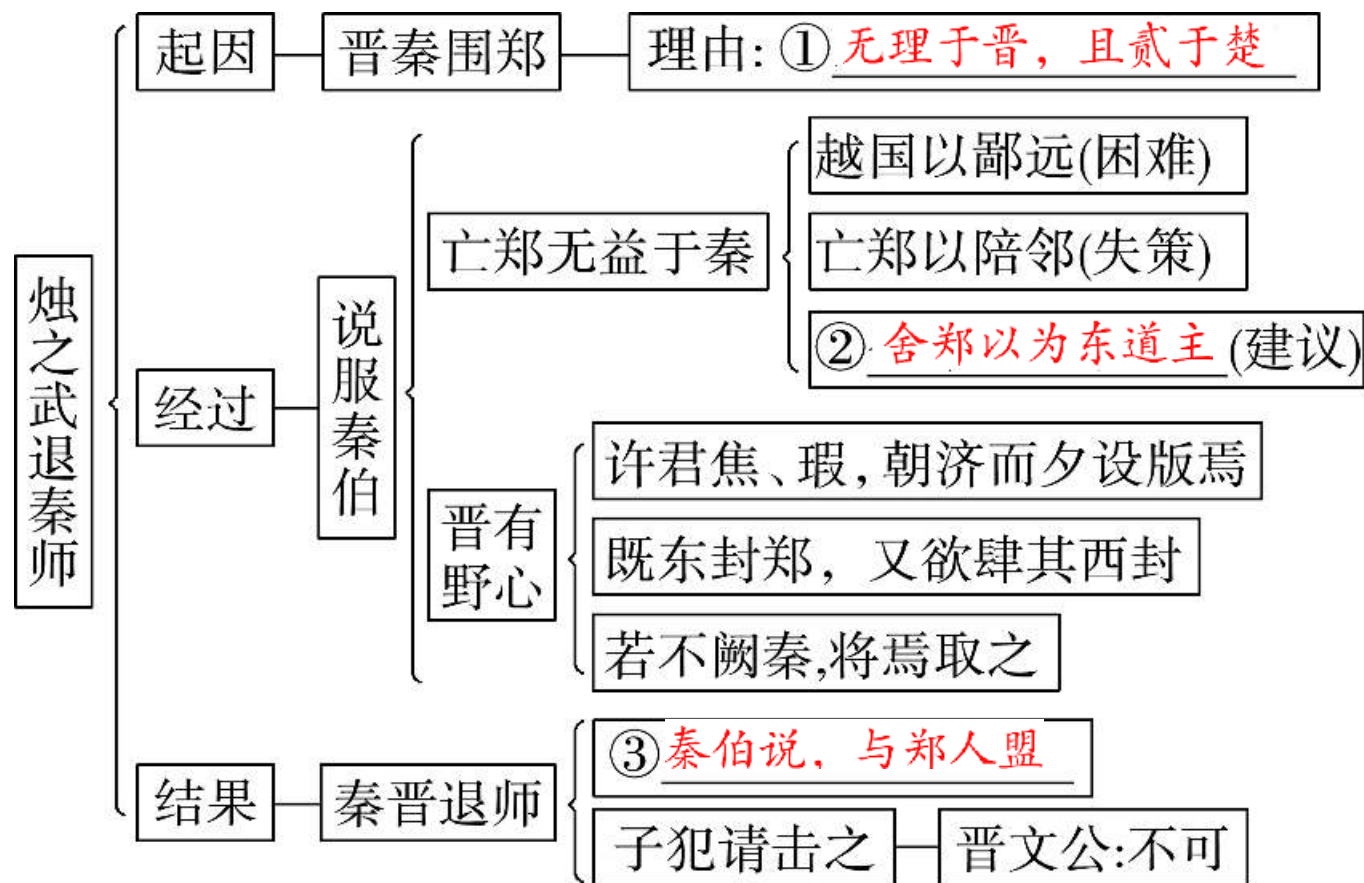 烛之武退秦师
起因
晋秦围郑
理由:①无理于晋，且贰于楚
经过
说服秦伯
亡郑无益于秦
越国以鄙远(困难)
亡郑以陪邻(失策)
②舍郑以为东道主(建议)
晋有
野心
许君焦、瑕,朝济而夕设版焉
既东封郑，又欲肆其西封
若不阙秦,将焉取之
结果
秦晋退师
③秦伯说，与郑人盟
子犯请击之
晋文公:不可